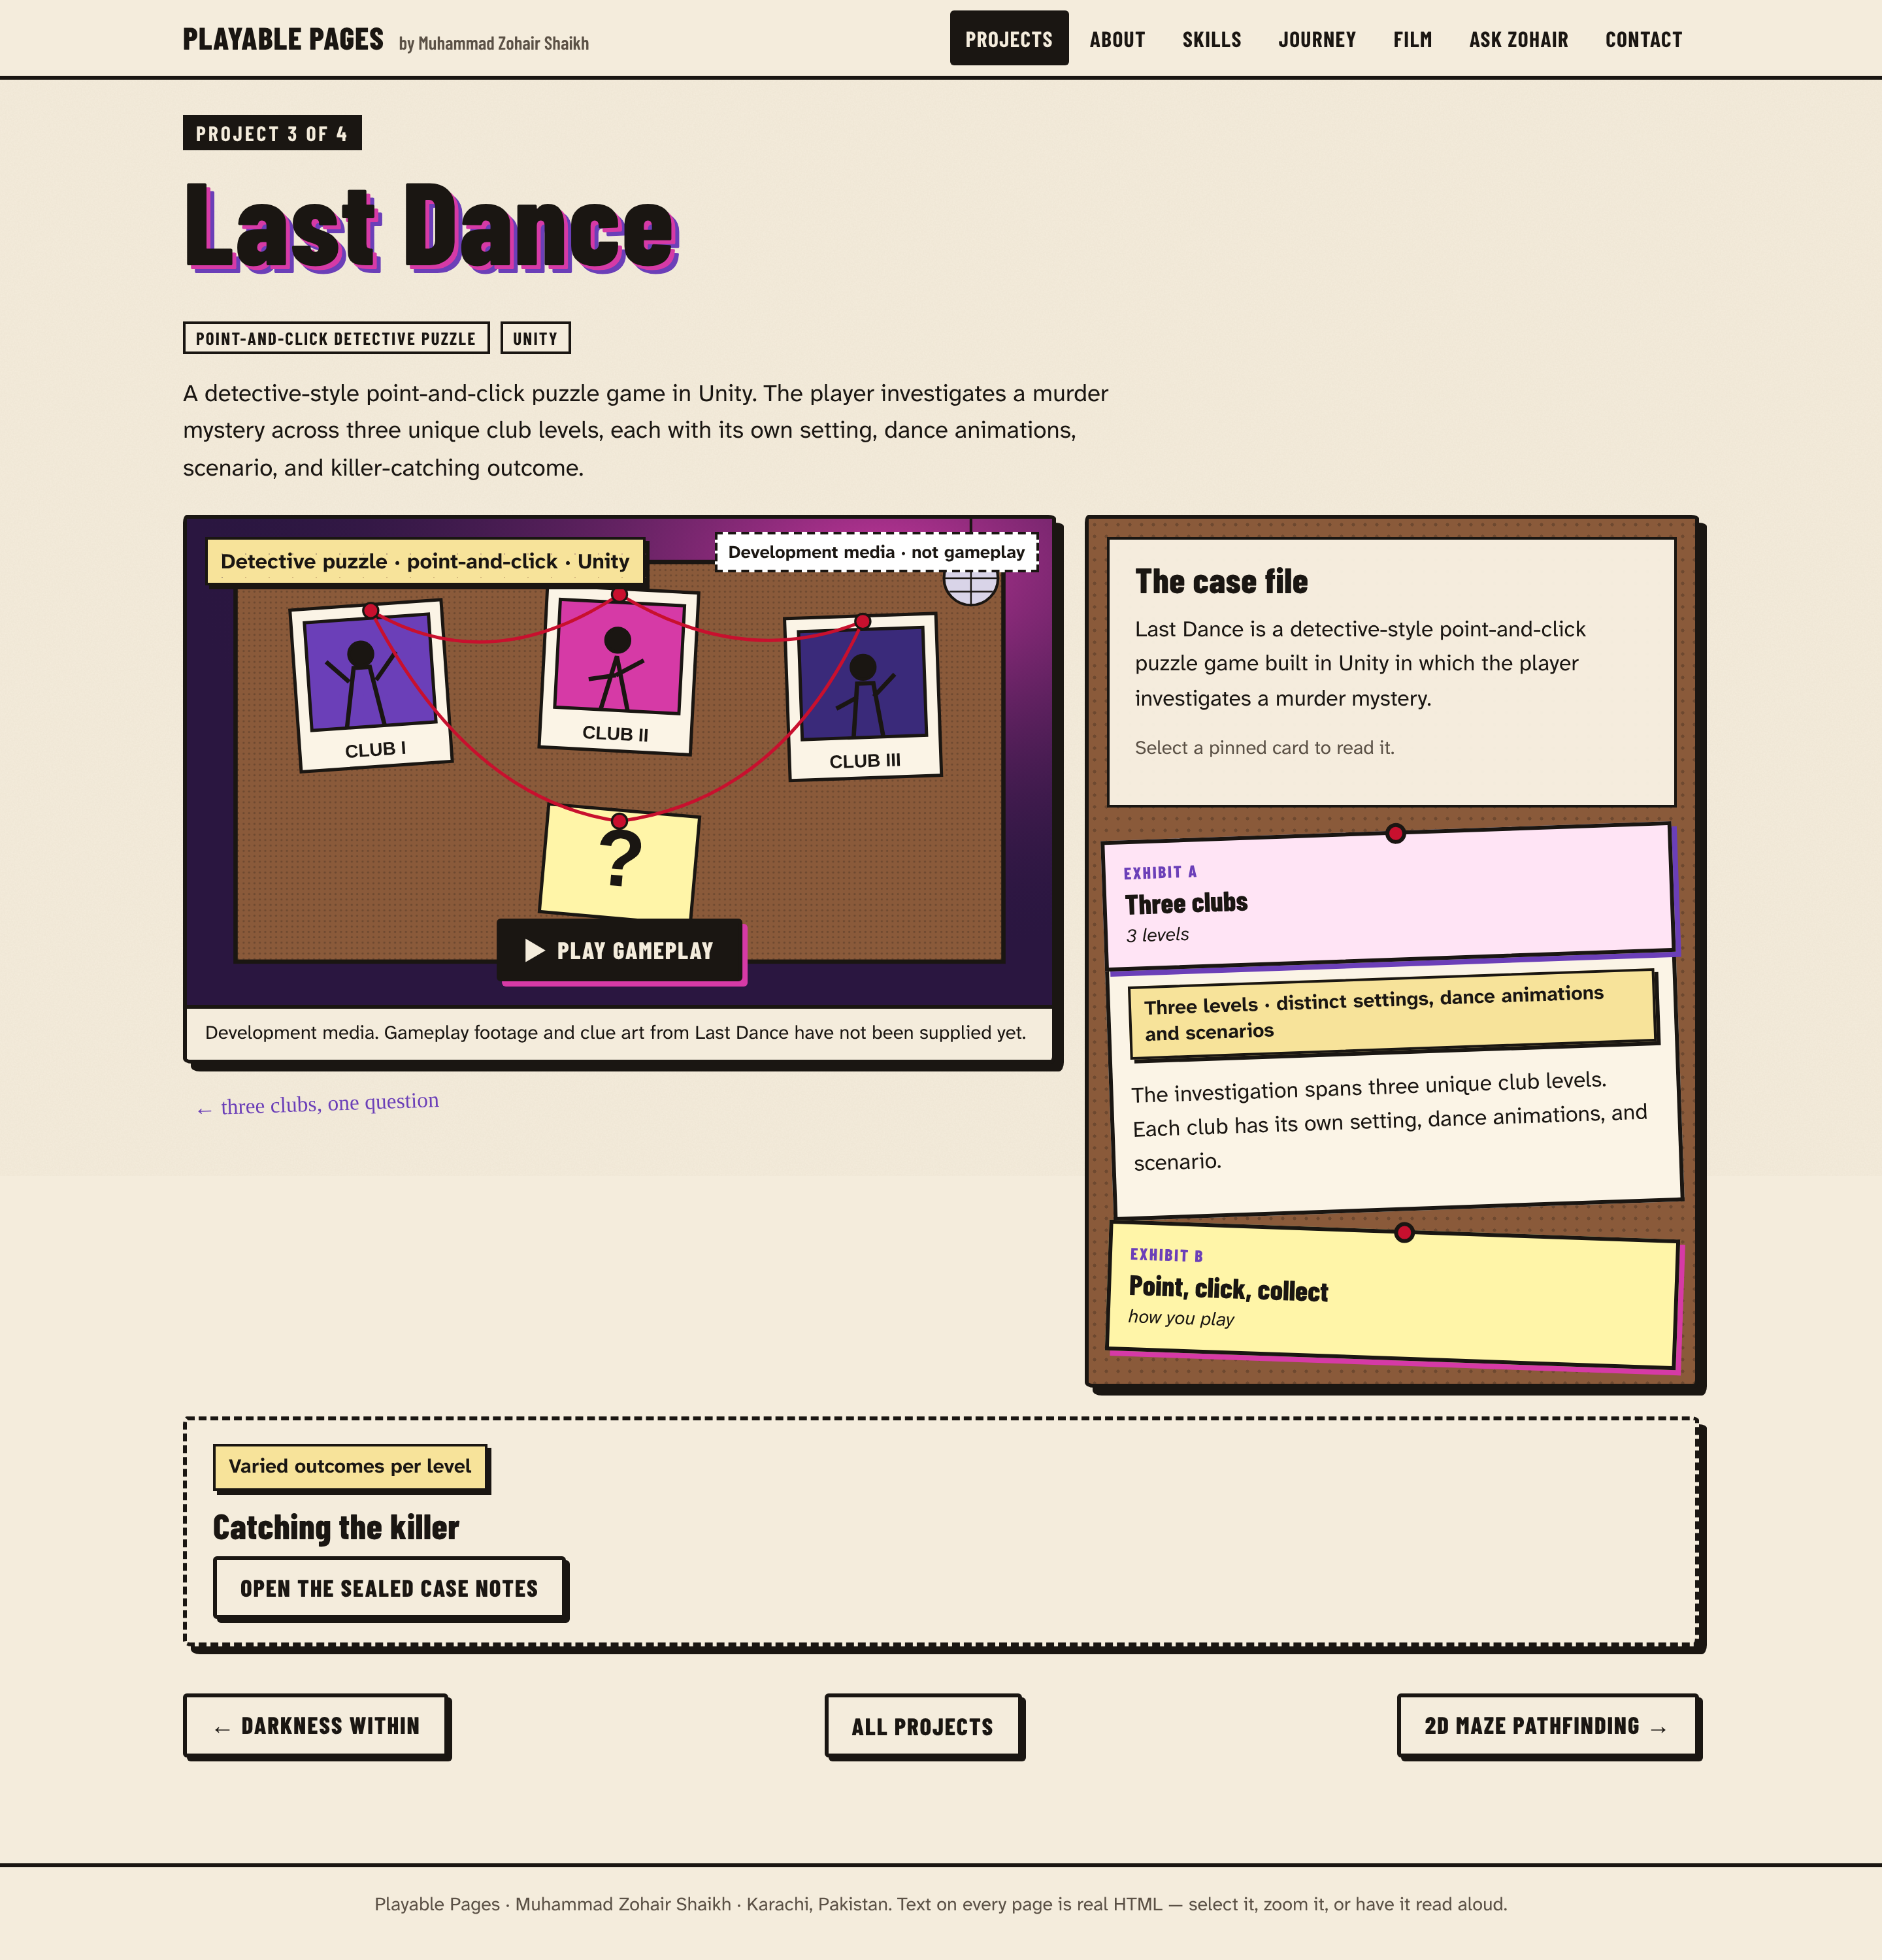 PLAYABLE PAGES by Muhammad Zohair Shaikh
PROJECTS ABOUT SKILLS JOURNEY FILM ASK ZOHAIR CONTACT
PROJECT 3 OF 4
Last Dance
POINT-AND-CLICK DETECTIVE PUZZLE UNITY
A detective-style point-and-click puzzle game in Unity. The player investigates a murder
mystery across three unique club levels, each with its own setting, dance animations,
scenario, and killer-catching outcome.
Detective puzzle · point-and-click · Unity
Development media · not gameplay
CLUB I
CLUB II
CLUB III
?
PLAY GAMEPLAY
Development media. Gameplay footage and clue art from Last Dance have not been supplied yet.
← three clubs, one question
The case file
Last Dance is a detective-style point-and-click
puzzle game built in Unity in which the player
investigates a murder mystery.
Select a pinned card to read it.
EXHIBIT A
Three clubs
3 levels
Three levels · distinct settings, dance animations
and scenarios
The investigation spans three unique club levels.
Each club has its own setting, dance animations, and
scenario.
EXHIBIT B
Point, click, collect
how you play
Varied outcomes per level
Catching the killer
OPEN THE SEALED CASE NOTES
← DARKNESS WITHIN
ALL PROJECTS
2D MAZE PATHFINDING →
Playable Pages · Muhammad Zohair Shaikh · Karachi, Pakistan. Text on every page is real HTML — select it, zoom it, or have it read aloud.